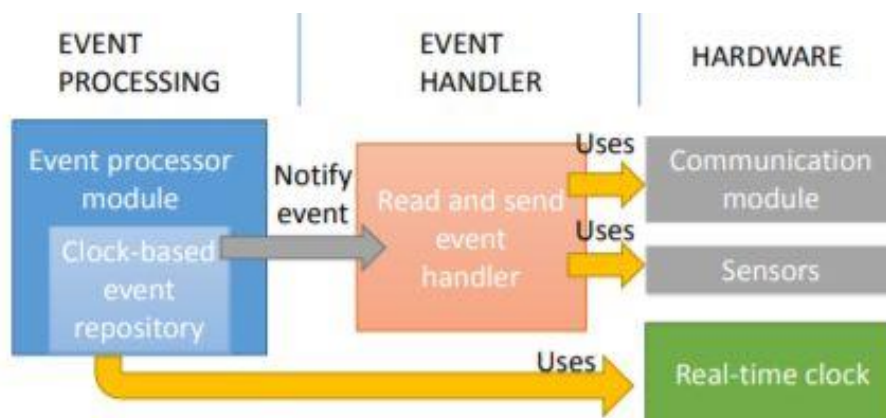 EVENT
PROCESSING
EVENT
HANDLER
HARDWARE
Event processor
module
Clock-based
event
repository
Notify
event
Read and send
event
handler
Uses
Uses
Uses
Communication
module
Sensors
Real-time clock